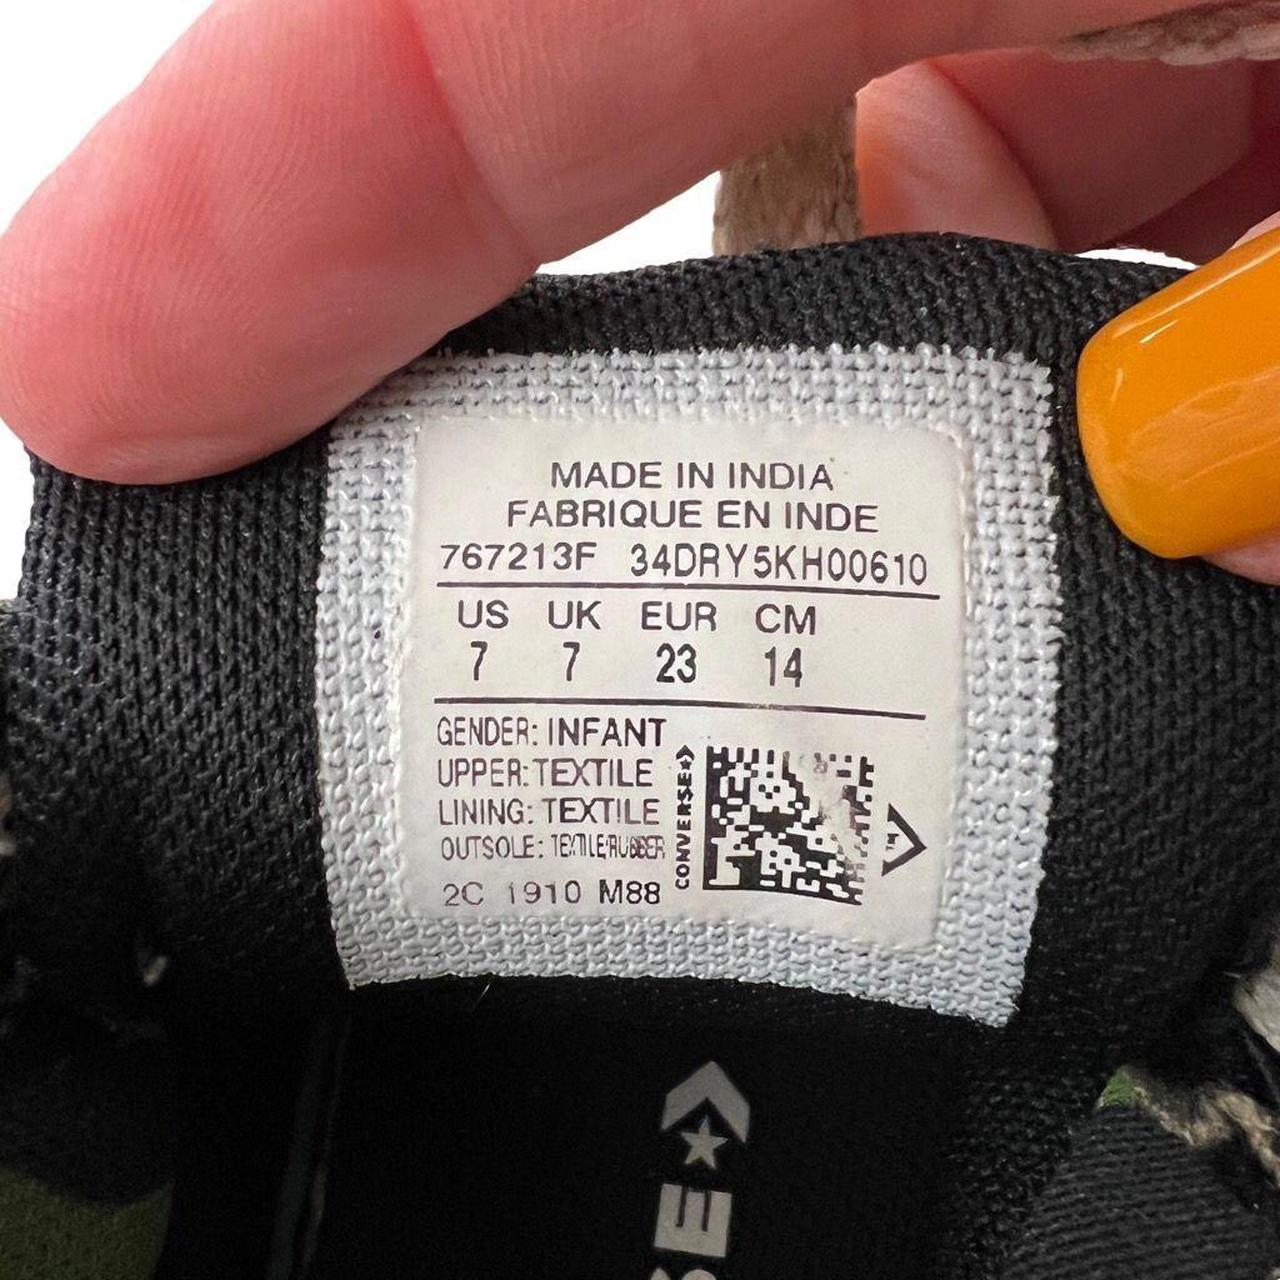 MADE IN INDIA
FABRIQUE EN INDE
767213F 34DRY5KH00610
US UK EUR CM
7 7 23 14
GENDER: INFANT
UPPER: TEXTILE
LINING: TEXTILE
OUTSOLE: TEXTILE/RUBBER
2C 1910 M88
CONVERSE
SE